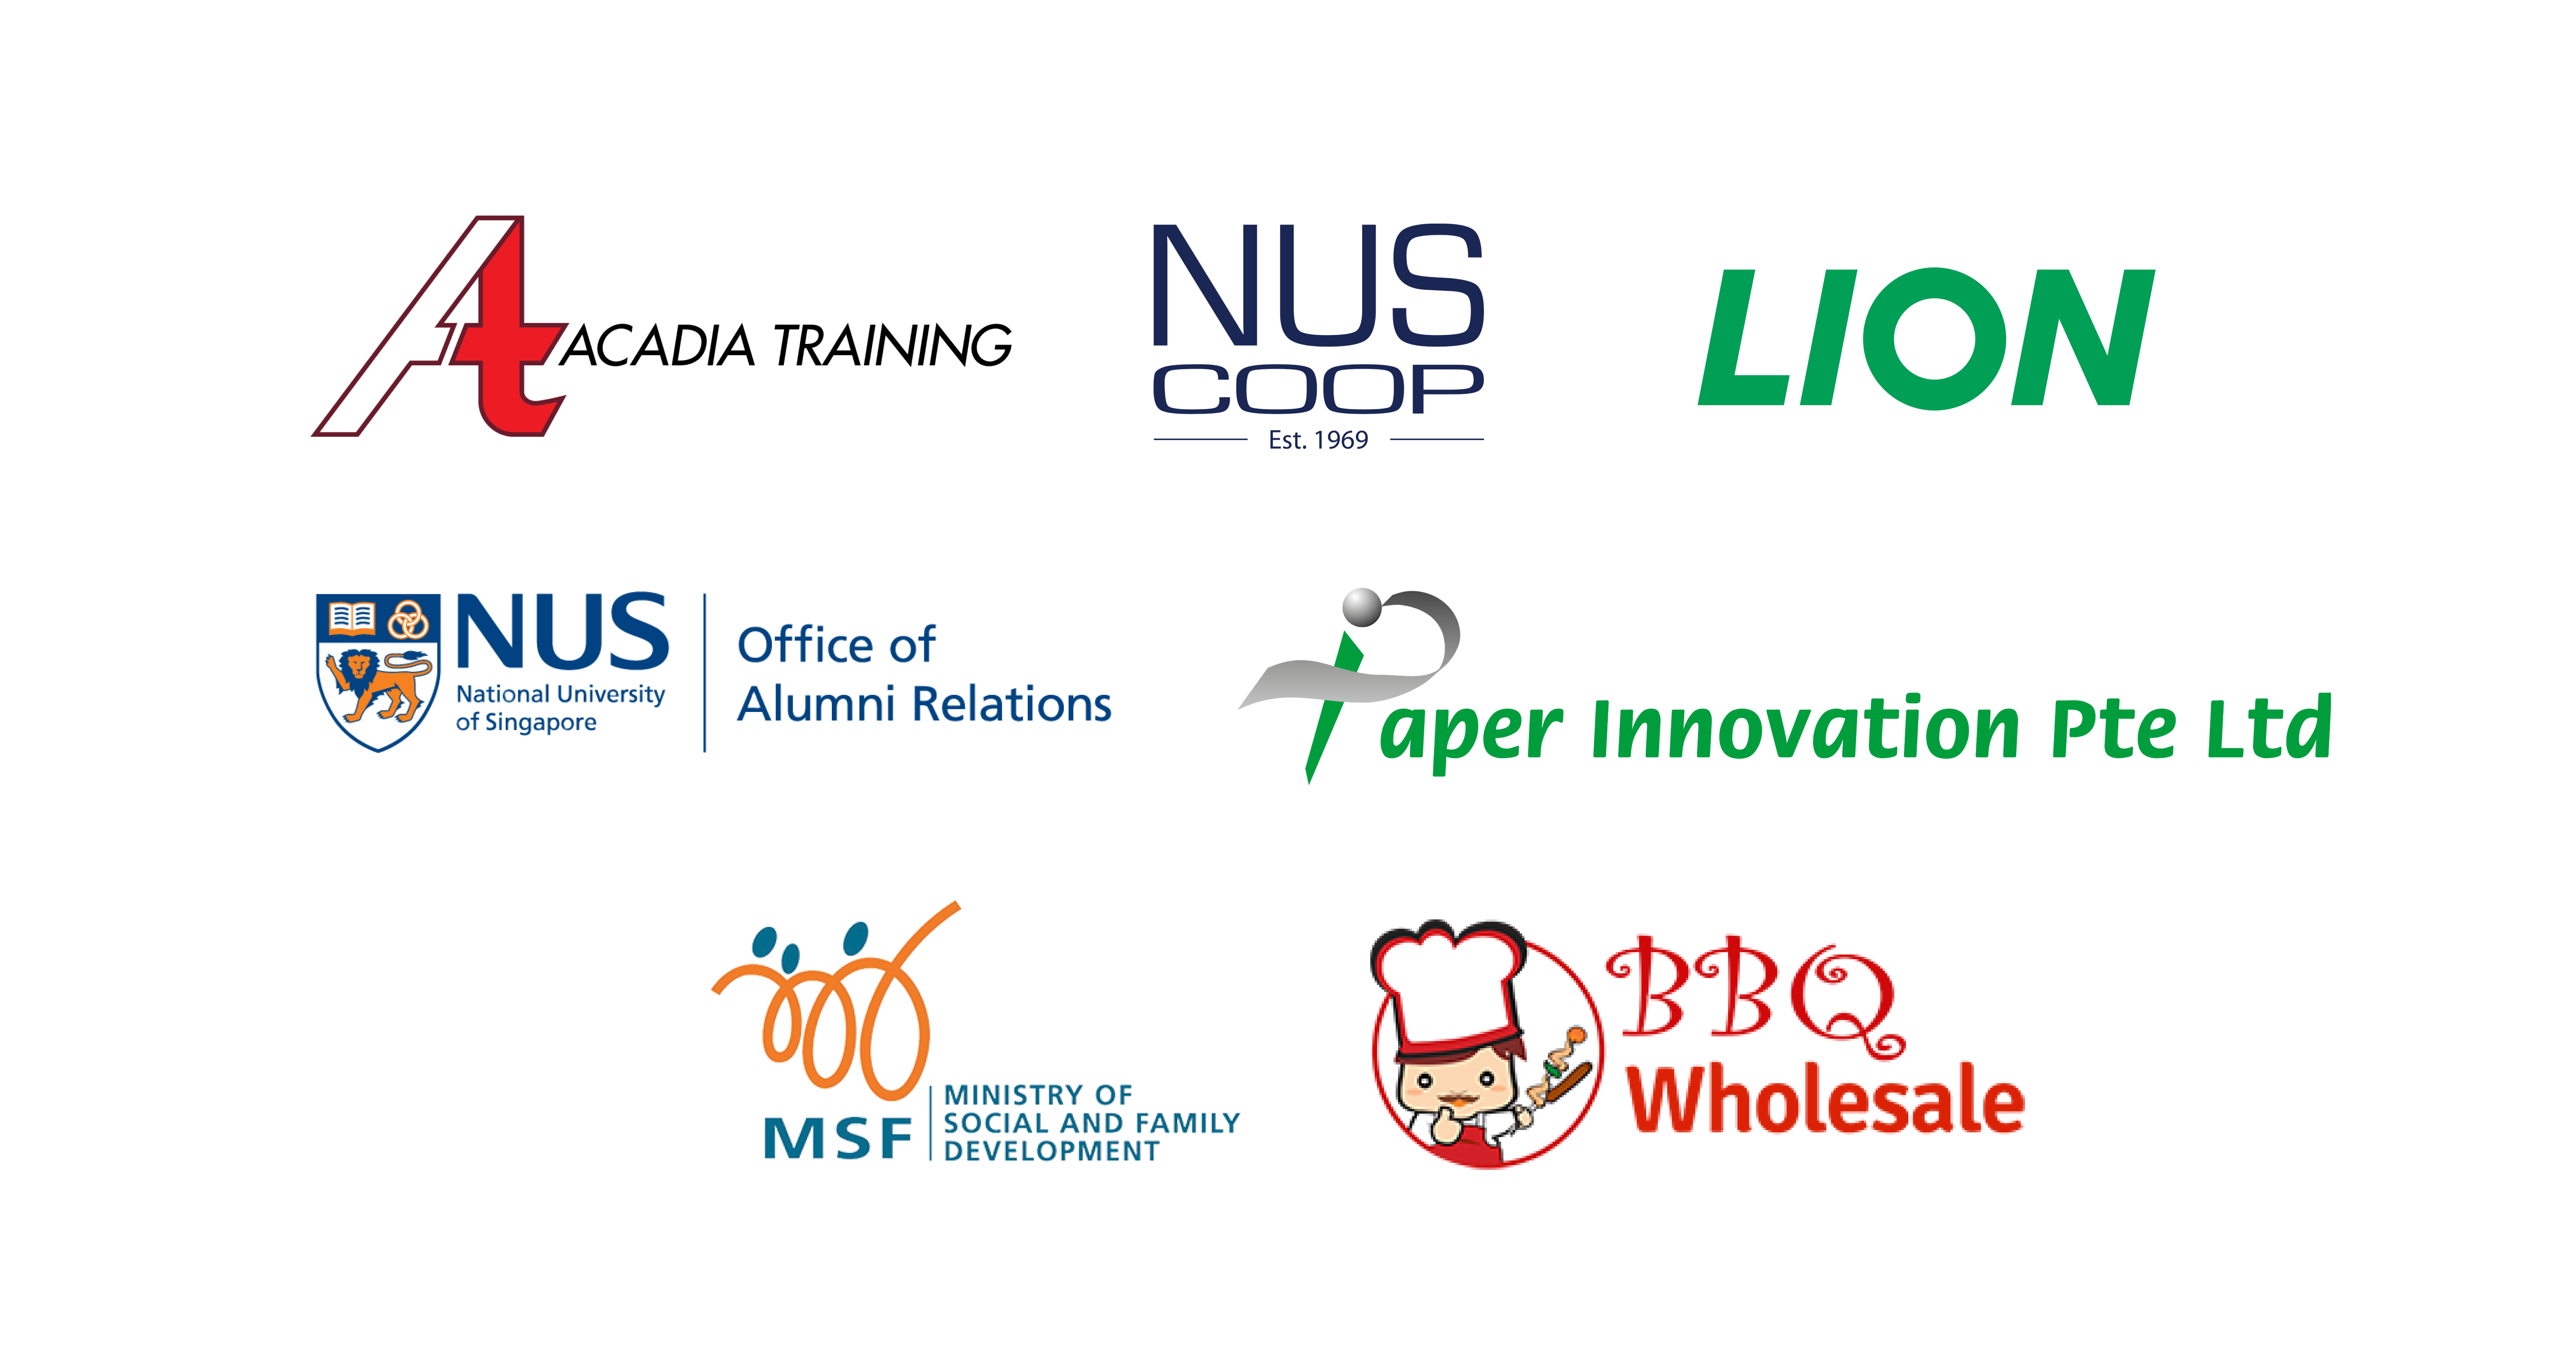 At ACADIA TRAINING
NUS
COOP
Est. 1969
LION
NUS
National University
of Singapore
Office of
Alumni Relations
Paper Innovation Pte Ltd
MSF
MINISTRY OF
SOCIAL AND FAMILY
DEVELOPMENT
BBQ
Wholesale